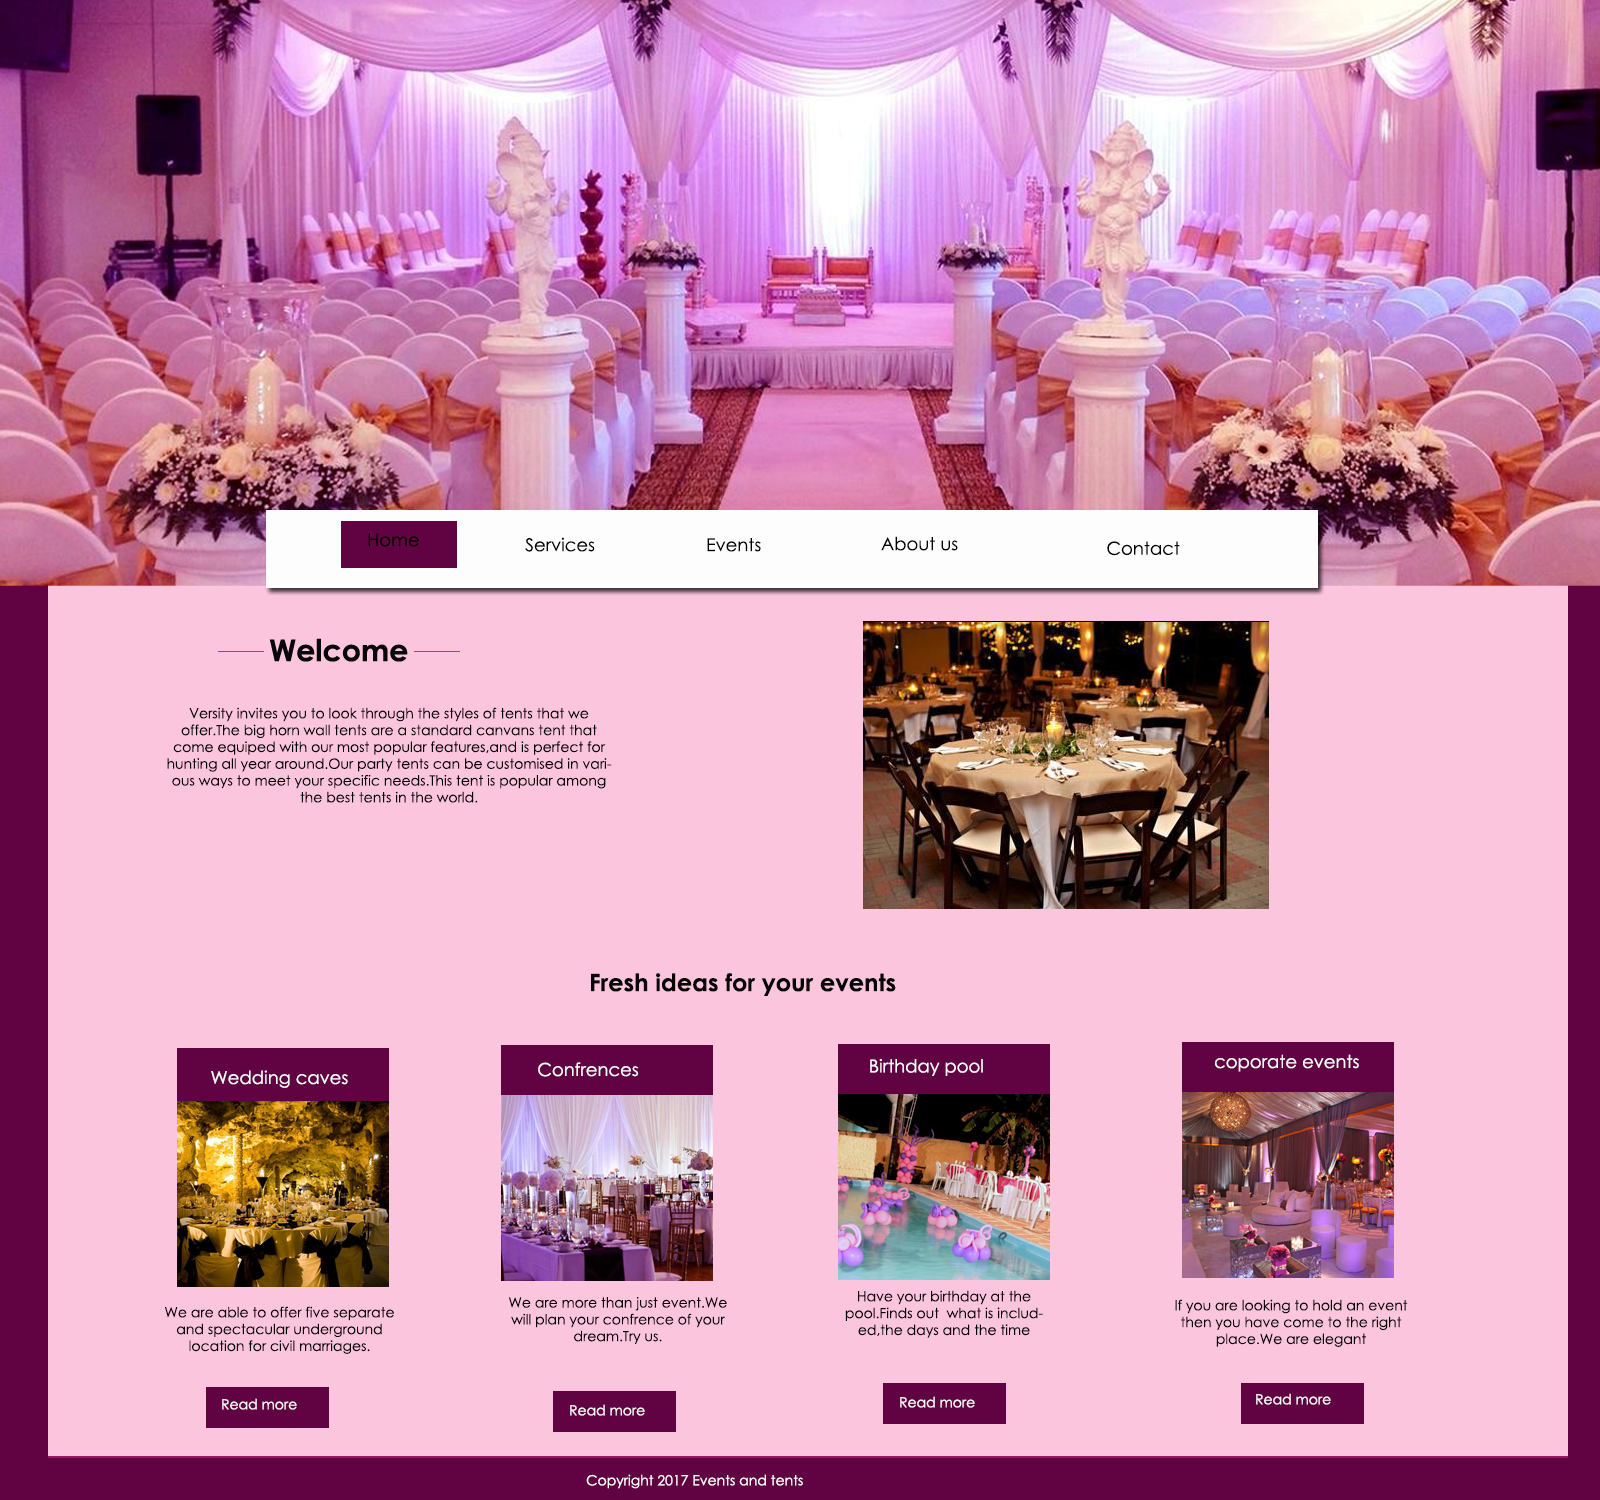 Home
Services
Events
About us
Contact
Welcome
Versity invites you to look through the styles of tents that we
offer.The big horn wall tents are a standard canvans tent that
come equiped with our most popular features,and is perfect for
hunting all year around.Our party tents can be customised in vari-
ous ways to meet your specific needs.This tent is popular among
the best tents in the world.
Fresh ideas for your events
Wedding caves
We are able to offer five separate
and spectacular underground
location for civil marriages.
Read more
Confrences
We are more than just event.We
will plan your confrence of your
dream.Try us.
Read more
Birthday pool
Have your birthday at the
pool.Finds out  what is includ-
ed,the days and the time
Read more
coporate events
If you are looking to hold an event
then you have come to the right
place.We are elegant
Read more
Copyright 2017 Events and tents